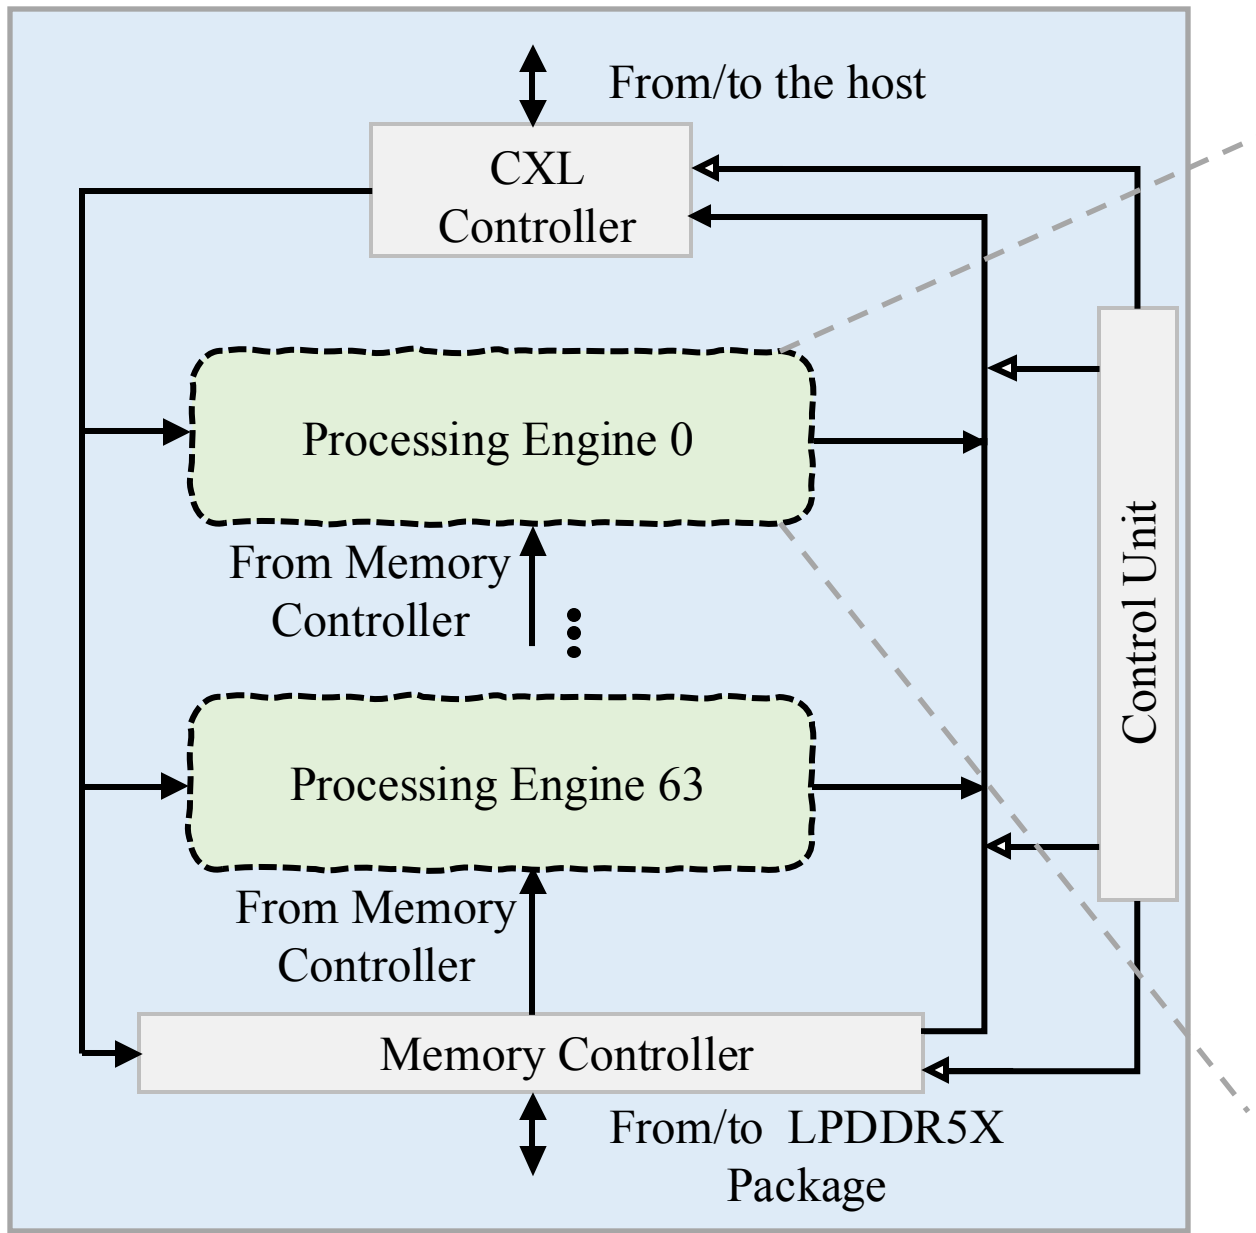 From/to the host
CXL
Controller
Processing Engine 0
From Memory
Controller
Control Unit
Processing Engine 63
From Memory
Controller
Memory Controller
From/to LPDDR5X
Package